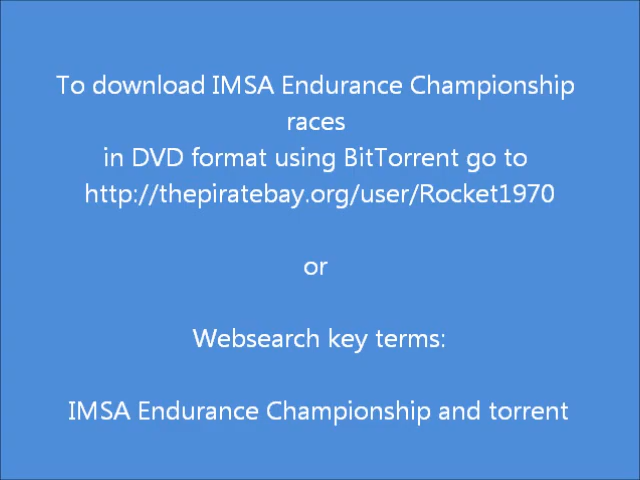 To download IMSA Endurance Championship
races
in DVD format using BitTorrent go to
http://thepiratebay.org/user/Rocket1970
or
Websearch key terms:
IMSA Endurance Championship and torrent